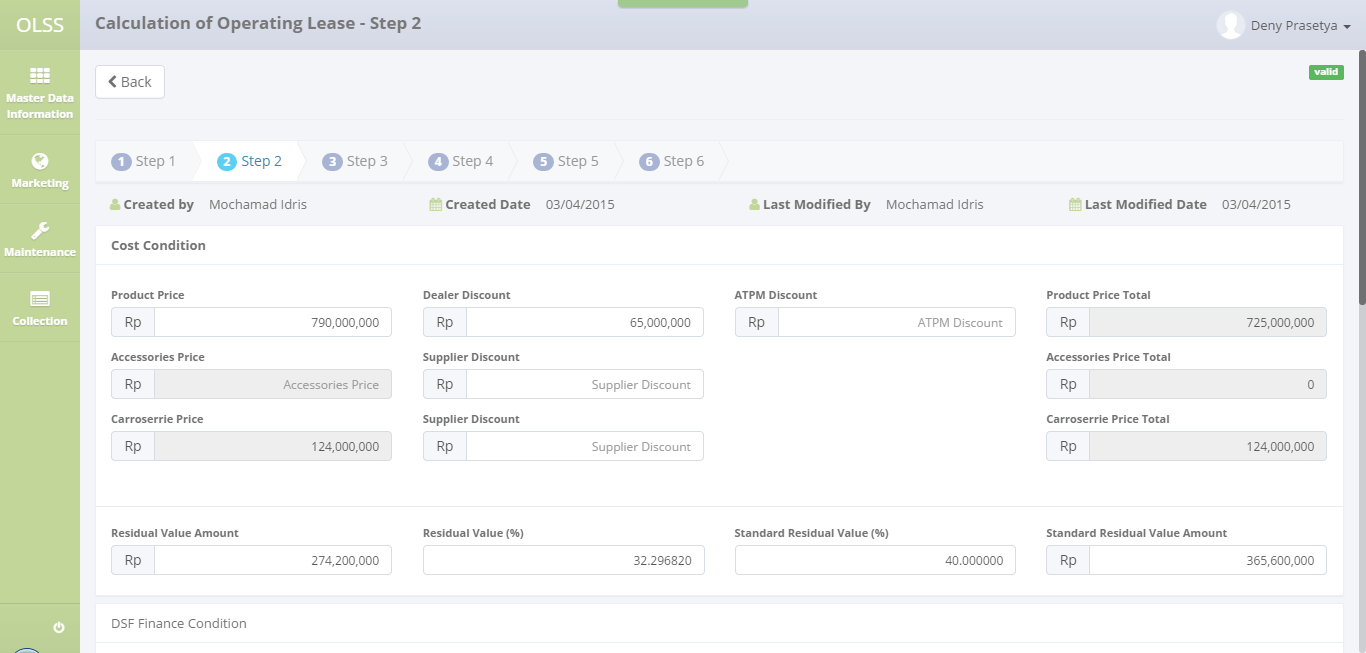 OLSS
Calculation of Operating Lease - Step 2
Deny Prasetya
Master Data
Information
Marketing
Maintenance
Collection
Back
valid
1 Step 1 2 Step 2 3 Step 3 4 Step 4 5 Step 5 6 Step 6
Created by Mochamad Idris Created Date 03/04/2015 Last Modified By Mochamad Idris Last Modified Date 03/04/2015
Cost Condition
Product Price Dealer Discount ATPM Discount Product Price Total
Rp 790,000,000 Rp 65,000,000 Rp ATPM Discount Rp 725,000,000
Accessories Price Supplier Discount Accessories Price Total
Rp Accessories Price Rp Supplier Discount Rp 0
Carroserrie Price Supplier Discount Carroserrie Price Total
Rp 124,000,000 Rp Supplier Discount Rp 124,000,000
Residual Value Amount Residual Value (%) Standard Residual Value (%) Standard Residual Value Amount
Rp 274,200,000 32.296820 40.000000 Rp 365,600,000
DSF Finance Condition